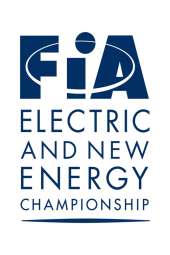 FiA
ELECTRIC
AND NEW
ENERGY
CHAMPIONSHIP